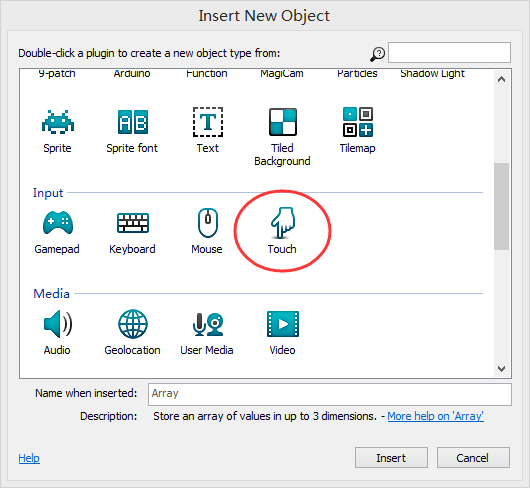 Insert New Object
Double-click a plugin to create a new object type from:
9-patch Arduino Function MagiCam Particles Shadow Light
Sprite Sprite font Text Tiled Background Tilemap
Input
Gamepad Keyboard Mouse Touch
Media
Audio Geolocation User Media Video
Name when inserted: Array
Description: Store an array of values in up to 3 dimensions. - More help on 'Array'
Help Insert Cancel